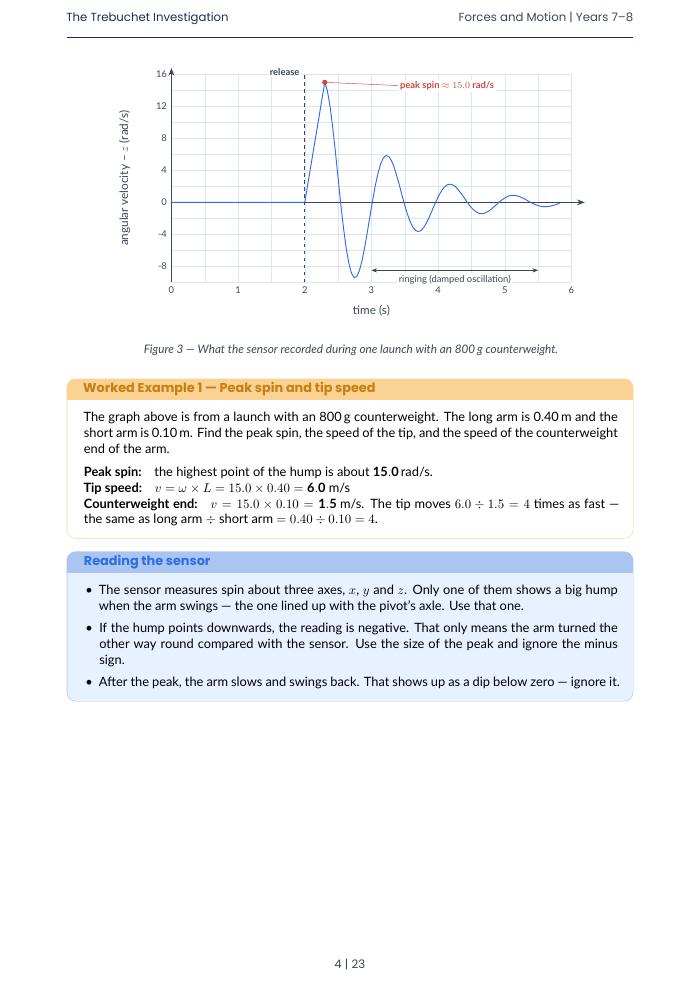 The Trebuchet Investigation
Forces and Motion | Years 7–8
release
peak spin ≈ 15.0 rad/s
16
12
8
4
0
-4
-8
angular velocity – z (rad/s)
ringing (damped oscillation)
0 1 2 3 4 5 6
time (s)
Figure 3 — What the sensor recorded during one launch with an 800 g counterweight.
Worked Example 1 — Peak spin and tip speed
The graph above is from a launch with an 800 g counterweight. The long arm is 0.40 m and the
short arm is 0.10 m. Find the peak spin, the speed of the tip, and the speed of the counterweight
end of the arm.
Peak spin: the highest point of the hump is about 15.0 rad/s.
Tip speed: v = ω × L = 15.0 × 0.40 = 6.0 m/s
Counterweight end: v = 15.0 × 0.10 = 1.5 m/s. The tip moves 6.0 ÷ 1.5 = 4 times as fast —
the same as long arm ÷ short arm = 0.40 ÷ 0.10 = 4.
Reading the sensor
• The sensor measures spin about three axes, x, y and z. Only one of them shows a big hump
when the arm swings — the one lined up with the pivot’s axle. Use that one.
• If the hump points downwards, the reading is negative. That only means the arm turned the
other way round compared with the sensor. Use the size of the peak and ignore the minus
sign.
• After the peak, the arm slows and swings back. That shows up as a dip below zero — ignore it.
4 | 23